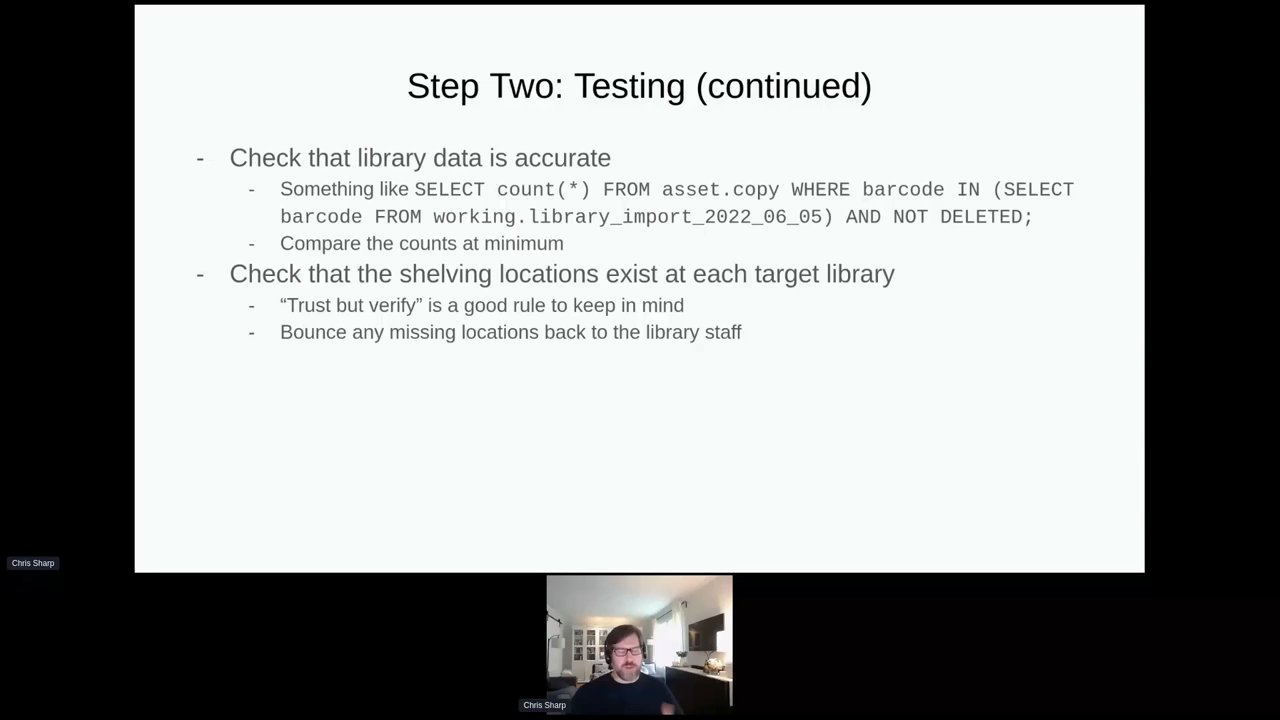 Step Two: Testing (continued)
- Check that library data is accurate
- Something like SELECT count(*) FROM asset.copy WHERE barcode IN (SELECT
barcode FROM working.library_import_2022_06_05) AND NOT DELETED;
- Compare the counts at minimum
- Check that the shelving locations exist at each target library
- “Trust but verify” is a good rule to keep in mind
- Bounce any missing locations back to the library staff
Chris Sharp
Chris Sharp